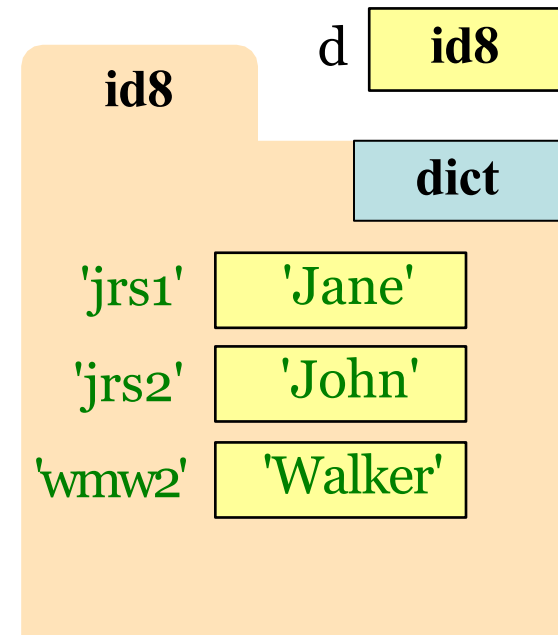 d id8
id8
dict
'jrs1' 'Jane'
'jrs2' 'John'
'wmw2' 'Walker'